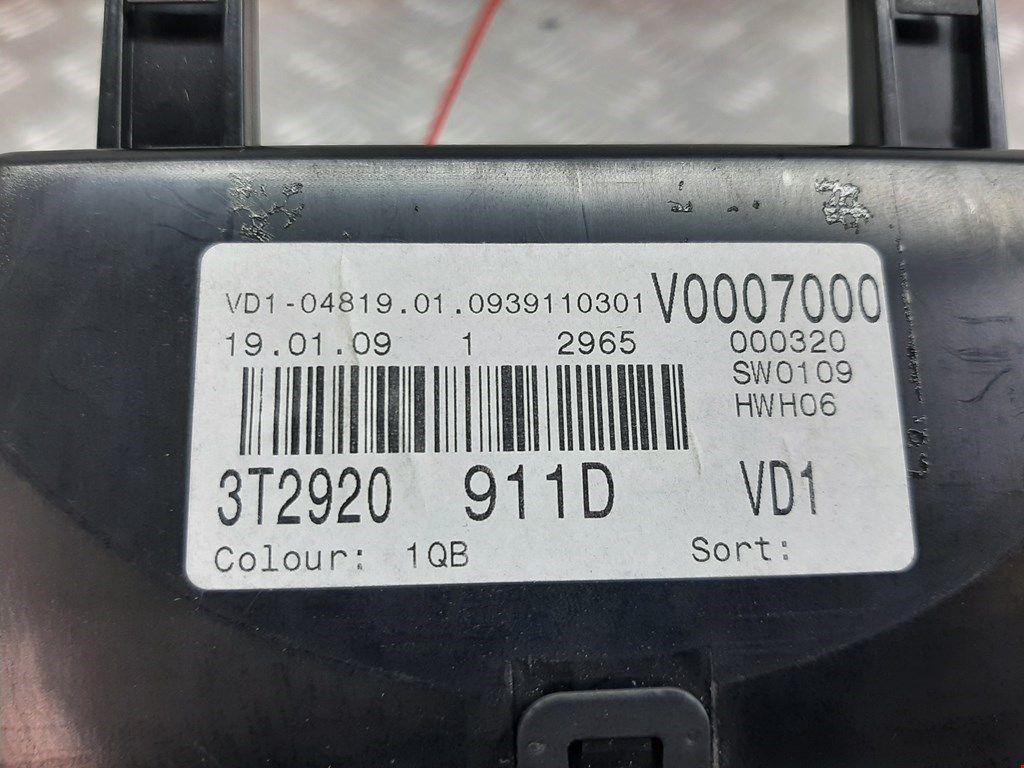 VD1-04819.01.0939110301 V0007000
19.01.09 1 2965 000320
SW0109
HWH06
3T2920 911D VD1
Colour: 1QB Sort: